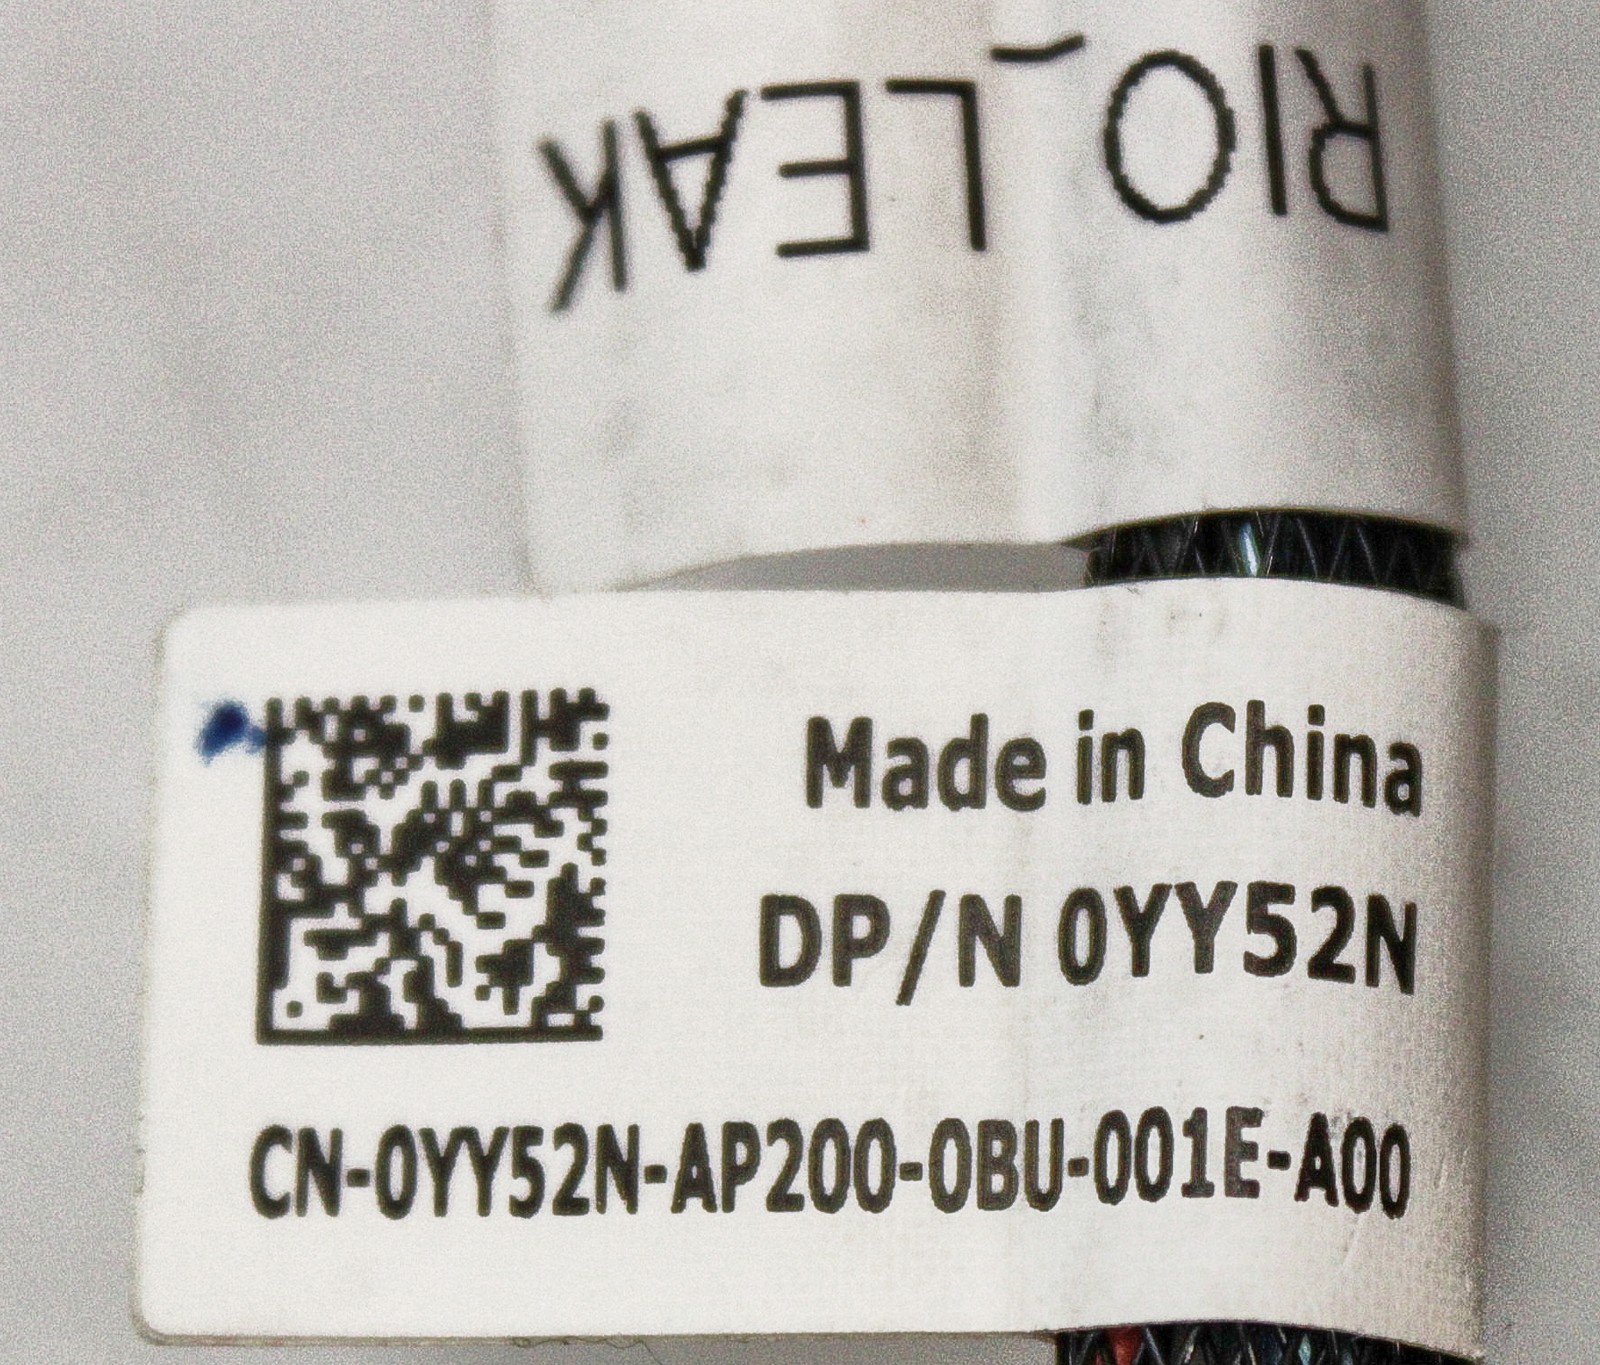 RIO_LEAK
Made in China
DP/N 0YY52N
CN-0YY52N-AP200-0BU-001E-A00